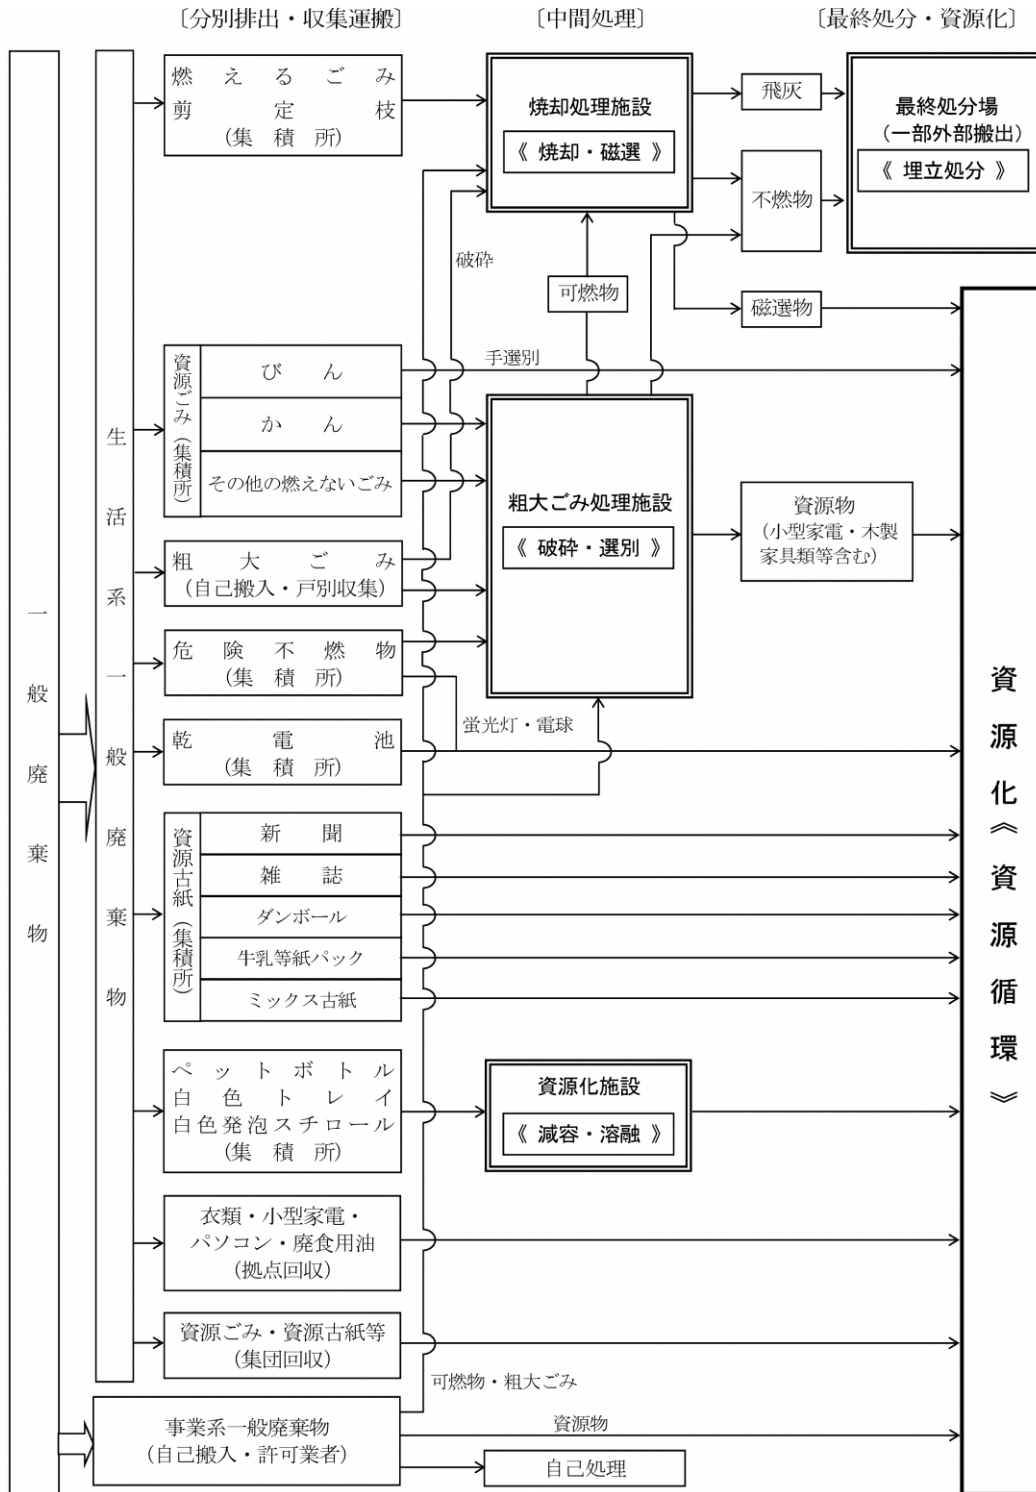 〔分別排出・収集運搬〕
〔中間処理〕
〔最終処分・資源化〕
一般廃棄物
生活系一般廃棄物
燃えるごみ
剪定枝
(集積所)
焼却処理施設
《 焼却・磁選 》
飛灰
不燃物
最終処分場
(一部外部搬出)
《 埋立処分 》
破砕
可燃物
磁選物
資源ごみ(集積所)
びん
かん
その他の燃えないごみ
手選別
粗大ごみ処理施設
《 破砕・選別 》
資源物
(小型家電・木製
家具類等含む)
粗大ごみ
(自己搬入・戸別収集)
危険不燃物
(集積所)
蛍光灯・電球
乾電池
(集積所)
資源古紙(集積所)
新聞
雑誌
ダンボール
牛乳等紙パック
ミックス古紙
資源化《資源循環》
ペットボトル
白色トレイ
白色発泡スチロール
(集積所)
資源化施設
《 減容・溶融 》
衣類・小型家電・
パソコン・廃食用油
(拠点回収)
資源ごみ・資源古紙等
(集団回収)
可燃物・粗大ごみ
事業系一般廃棄物
(自己搬入・許可業者)
資源物
自己処理